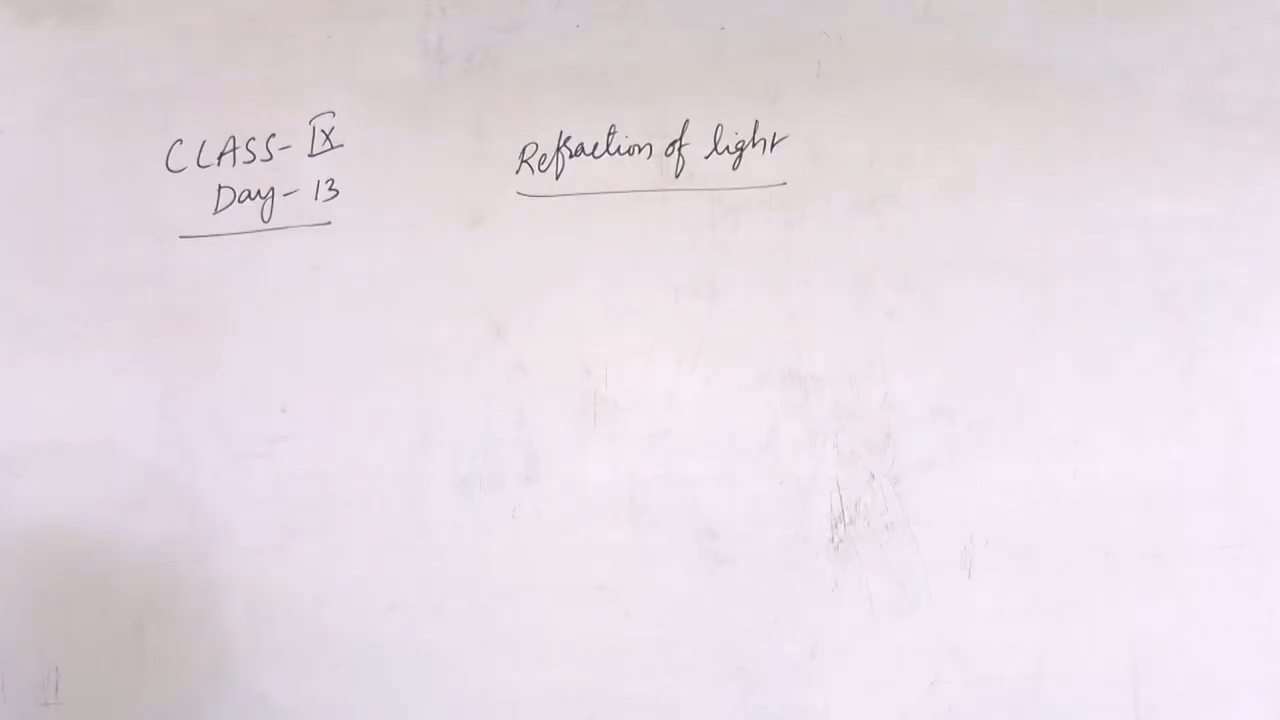 CLASS- IX
Day- 13
Refraction of light